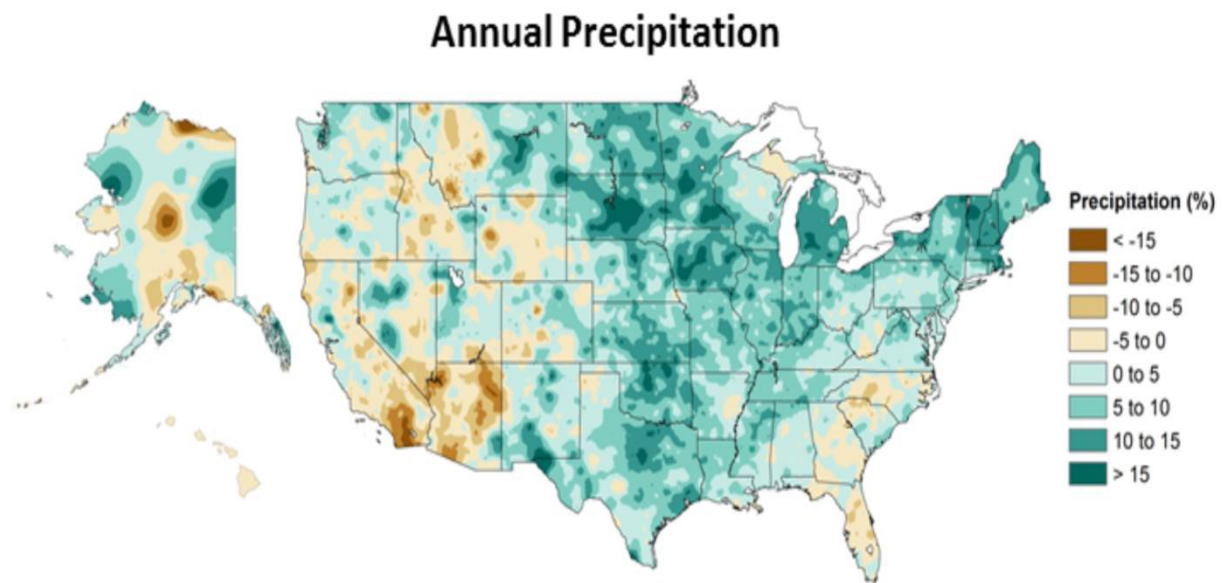 Annual Precipitation
Precipitation (%)
< -15
-15 to -10
-10 to -5
-5 to 0
0 to 5
5 to 10
10 to 15
> 15